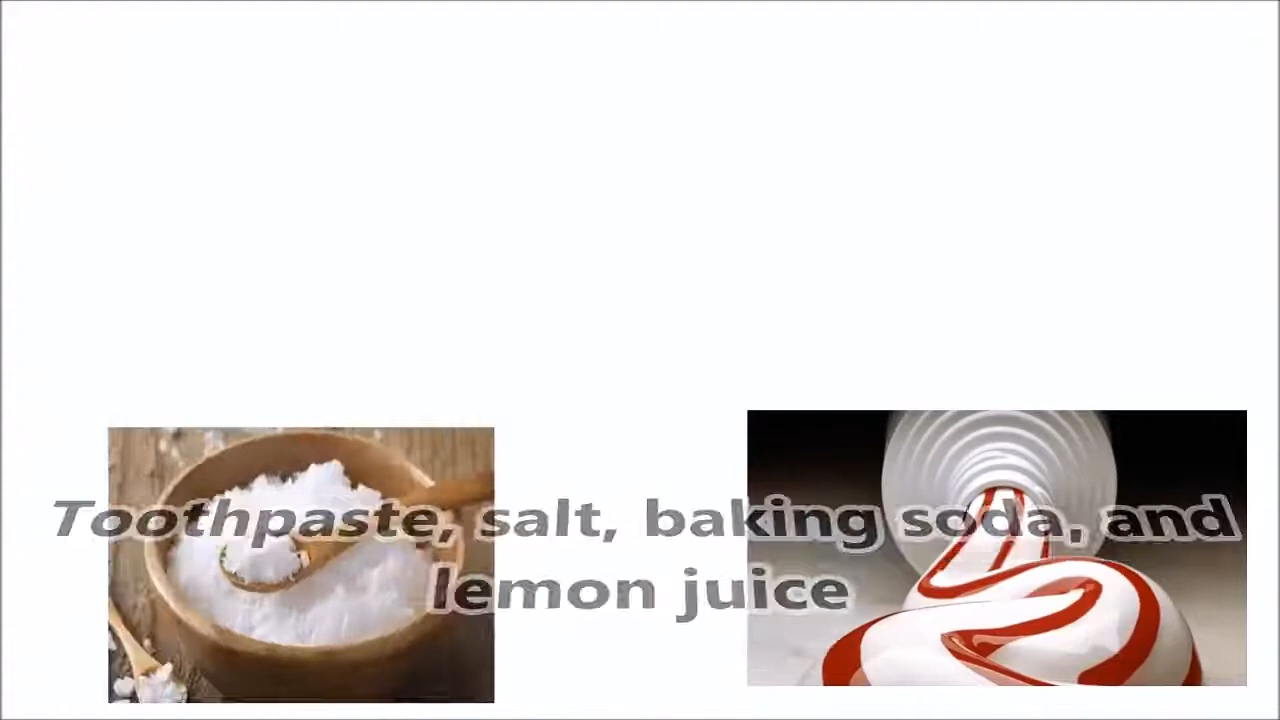 Toothpaste, salt, baking soda, and
lemon juice